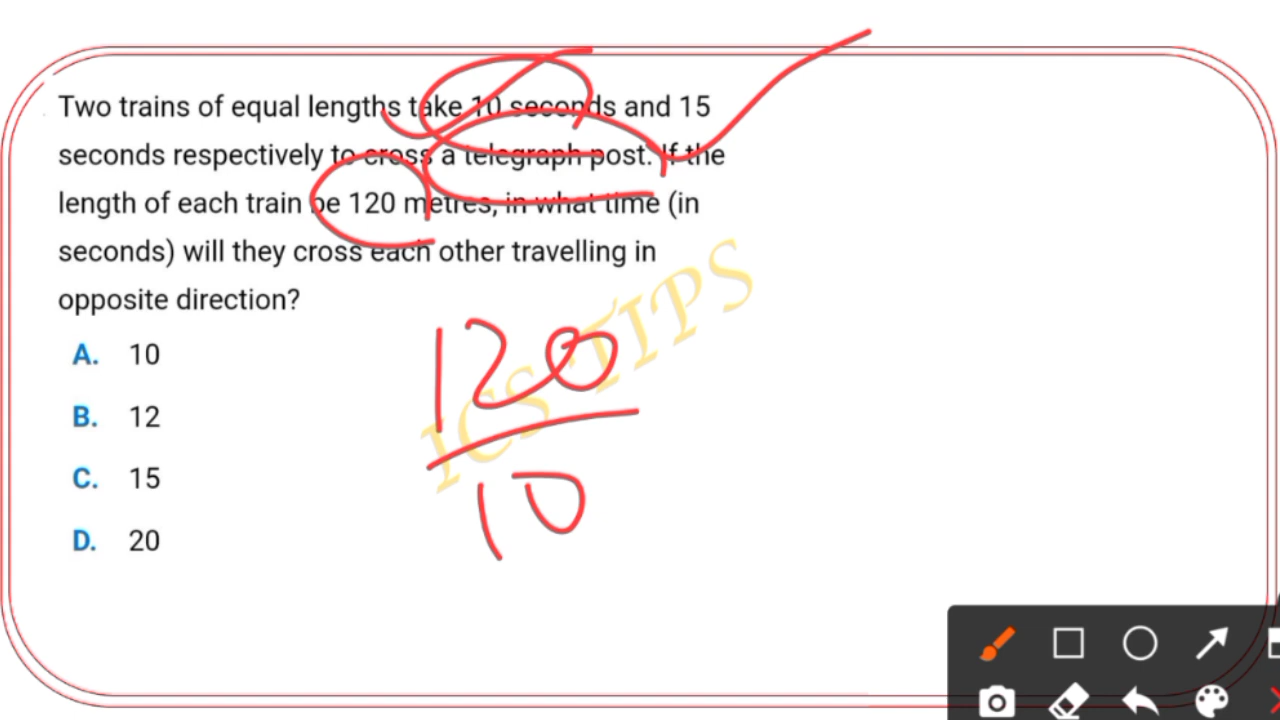 Two trains of equal lengths take 10 seconds and 15
seconds respectively to cross a telegraph post. If the
length of each train be 120 metres, in what time (in
seconds) will they cross each other travelling in
opposite direction?
A. 10
B. 12
C. 15
D. 20
120
10
ICS TIPS